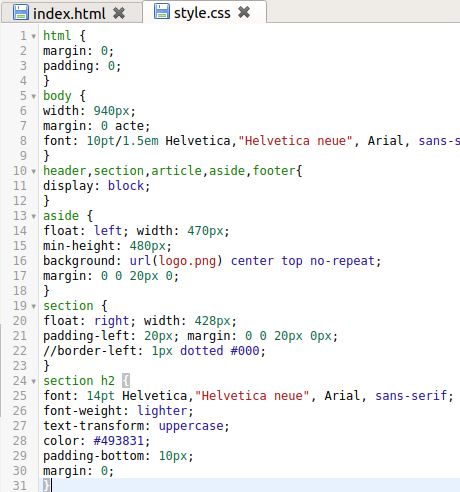 index.html style.css
1 html {
2 margin: 0;
3 padding: 0;
4 }
5 body {
6 width: 940px;
7 margin: 0 acte;
8 font: 10pt/1.5em Helvetica,"Helvetica neue", Arial, sans-s
9 }
10 header,section,article,aside,footer{
11 display: block;
12 }
13 aside {
14 float: left; width: 470px;
15 min-height: 480px;
16 background: url(logo.png) center top no-repeat;
17 margin: 0 0 20px 0;
18 }
19 section {
20 float: right; width: 428px;
21 padding-left: 20px; margin: 0 0 20px 0px;
22 //border-left: 1px dotted #000;
23 }
24 section h2 {
25 font: 14pt Helvetica,"Helvetica neue", Arial, sans-serif;
26 font-weight: lighter;
27 text-transform: uppercase;
28 color: #493831;
29 padding-bottom: 10px;
30 margin: 0;
31 }